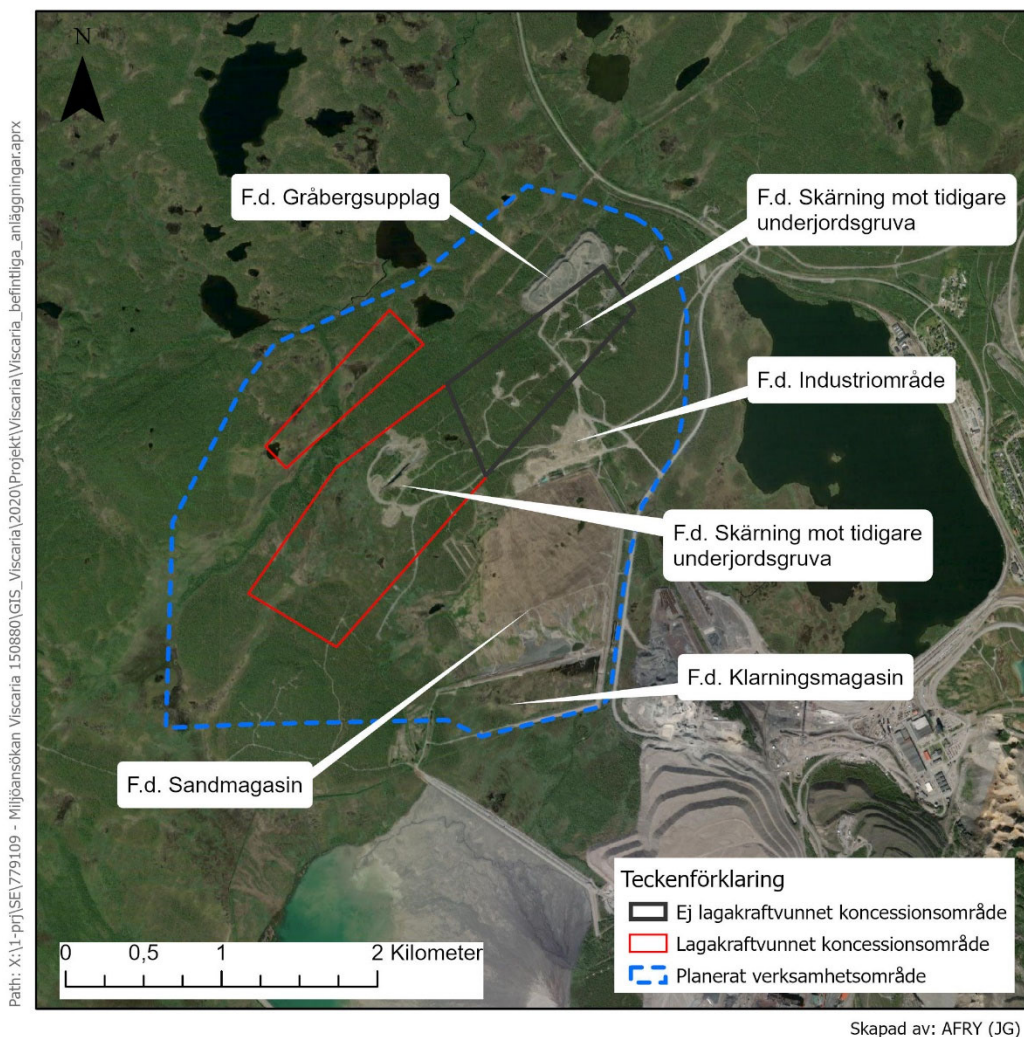 Path: X:\1-prj\SE\779109 - Miljöansökan Viscaria 150880\GIS_Viscaria\2020\Projekt\Viscaria\Viscaria_befintliga_anläggningar.aprx
N
F.d. Gråbergsupplag
F.d. Skärning mot tidigare
underjordsgruva
F.d. Industriområde
F.d. Skärning mot tidigare
underjordsgruva
F.d. Klarningsmagasin
F.d. Sandmagasin
Teckenförklaring
Ej lagakraftvunnet koncessionsområde
Lagakraftvunnet koncessionsområde
Planerat verksamhetsområde
0 0,5 1 2 Kilometer
Skapad av: AFRY (JG)